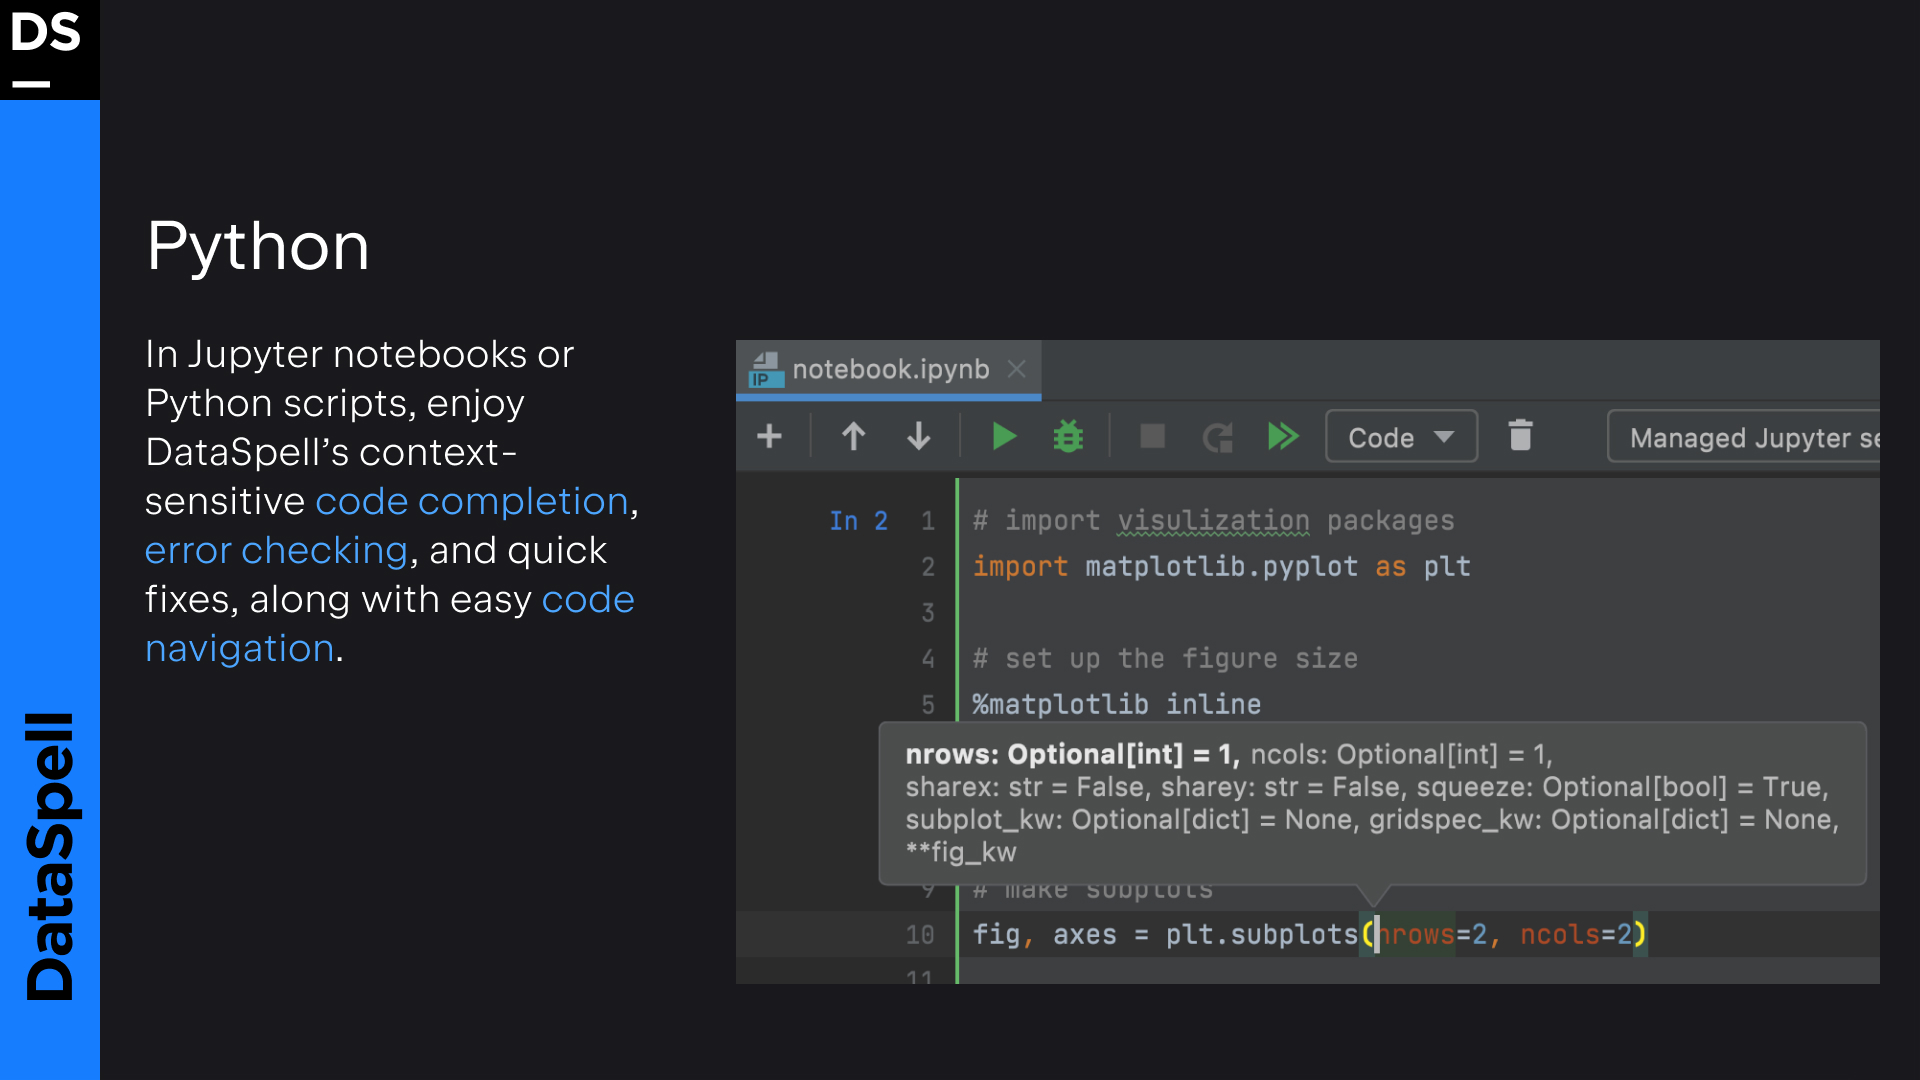 DS
DataSpell
Python
In Jupyter notebooks or
Python scripts, enjoy
DataSpell’s context-
sensitive code completion,
error checking, and quick
fixes, along with easy code
navigation.
IP notebook.ipynb
Code Managed Jupyter se
In 2 1 # import visulization packages
2 import matplotlib.pyplot as plt
3
4 # set up the figure size
5 %matplotlib inline
nrows: Optional[int] = 1, ncols: Optional[int] = 1,
sharex: str = False, sharey: str = False, squeeze: Optional[bool] = True,
subplot_kw: Optional[dict] = None, gridspec_kw: Optional[dict] = None,
**fig_kw
9 # make subplots
10 fig, axes = plt.subplots(nrows=2, ncols=2)
11